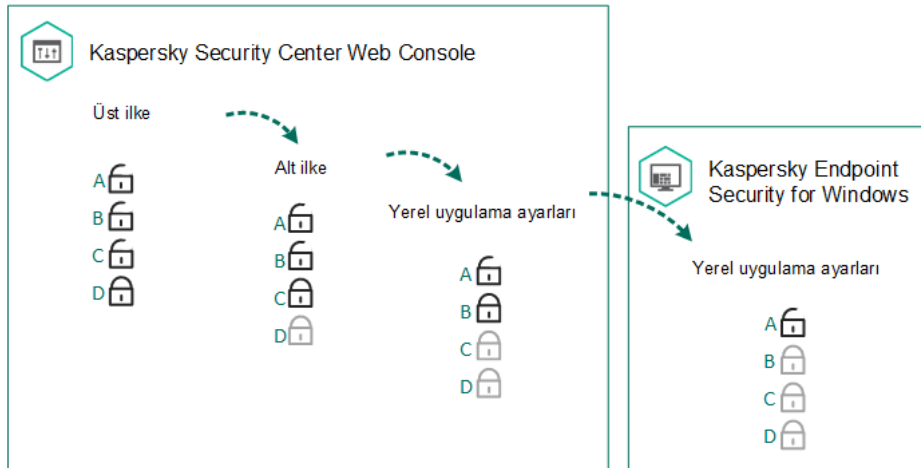 Kaspersky Security Center Web Console
Üst ilke
A
B
C
D
Alt ilke
A
B
C
D
Yerel uygulama ayarları
A
B
C
D
Kaspersky Endpoint
Security for Windows
Yerel uygulama ayarları
A
B
C
D